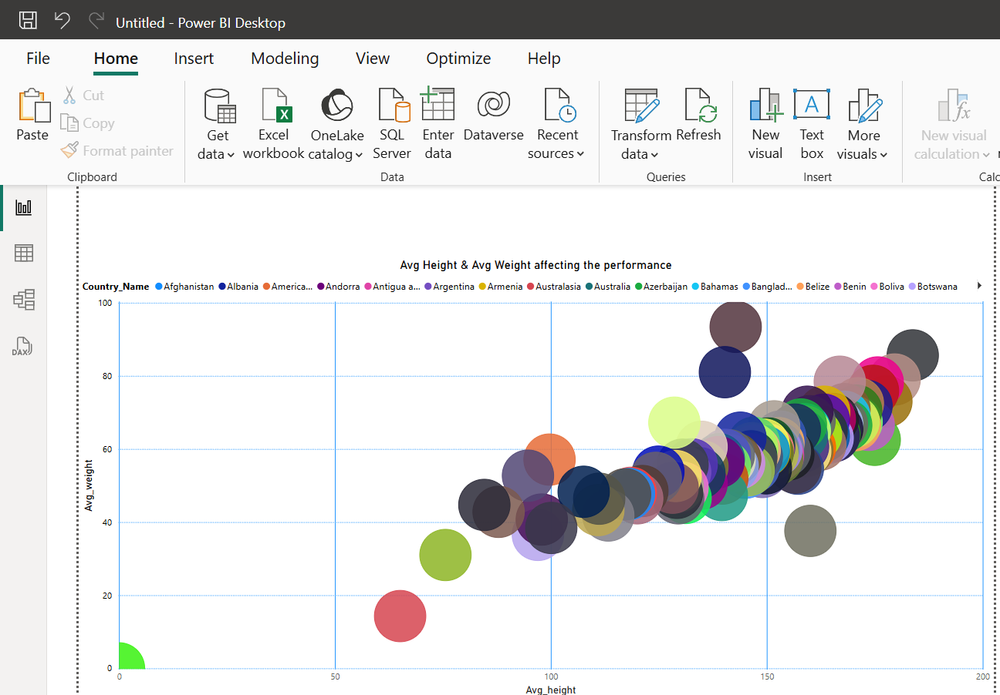 Untitled - Power BI Desktop
File Home Insert Modeling View Optimize Help
Paste
Cut
Copy
Format painter
Clipboard
Get data
Excel workbook
OneLake catalog
SQL Server
Enter data
Dataverse
Recent sources
Data
Transform data
Refresh
Queries
New visual
Text box
More visuals
Insert
New visual calculation
Calc
DAX
Avg Height & Avg Weight affecting the performance
Country_Name Afghanistan Albania America... Andorra Antigua a... Argentina Armenia Australasia Australia Azerbaijan Bahamas Banglad... Belize Benin Boliva Botswana
100
80
60
40
20
0
Avg_weight
0 50 100 150 200
Avg_height